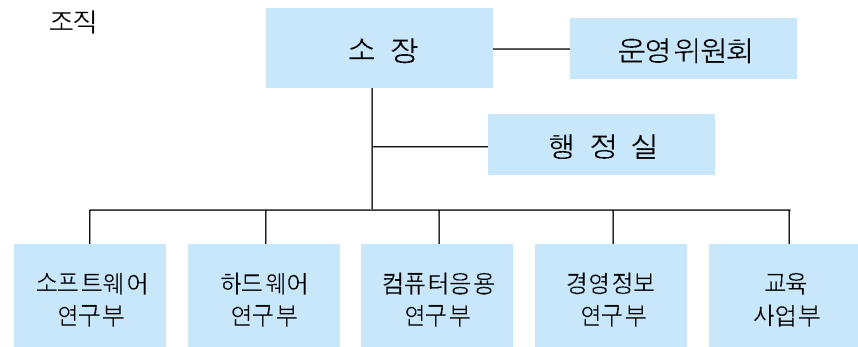 조직
소 장
운영위원회
행 정 실
소프트웨어
연구부
하드웨어
연구부
컴퓨터응용
연구부
경영정보
연구부
교육
사업부